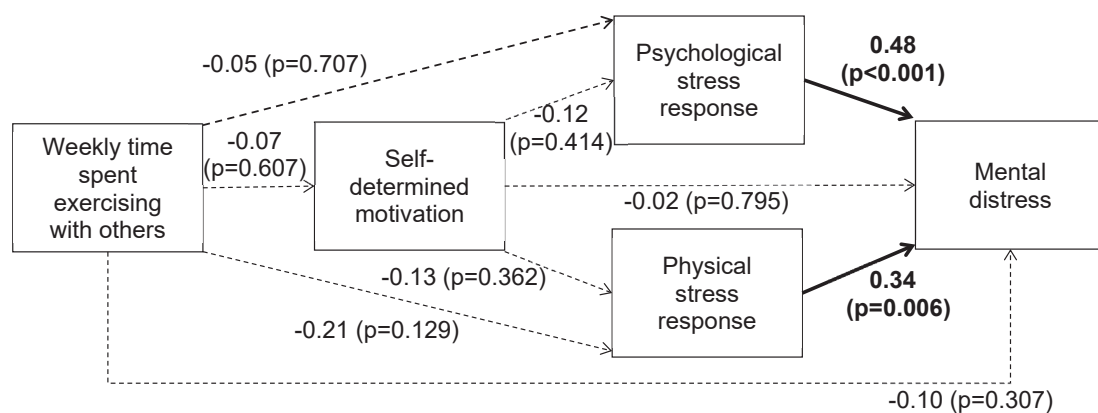 -0.05 (p=0.707)
Psychological
stress
response
0.48
(p<0.001)
Weekly time
spent
exercising
with others
-0.07
(p=0.607)
Self-
determined
motivation
-0.12
(p=0.414)
-0.02 (p=0.795)
Mental
distress
-0.13 (p=0.362)
-0.21 (p=0.129)
Physical
stress
response
0.34
(p=0.006)
-0.10 (p=0.307)